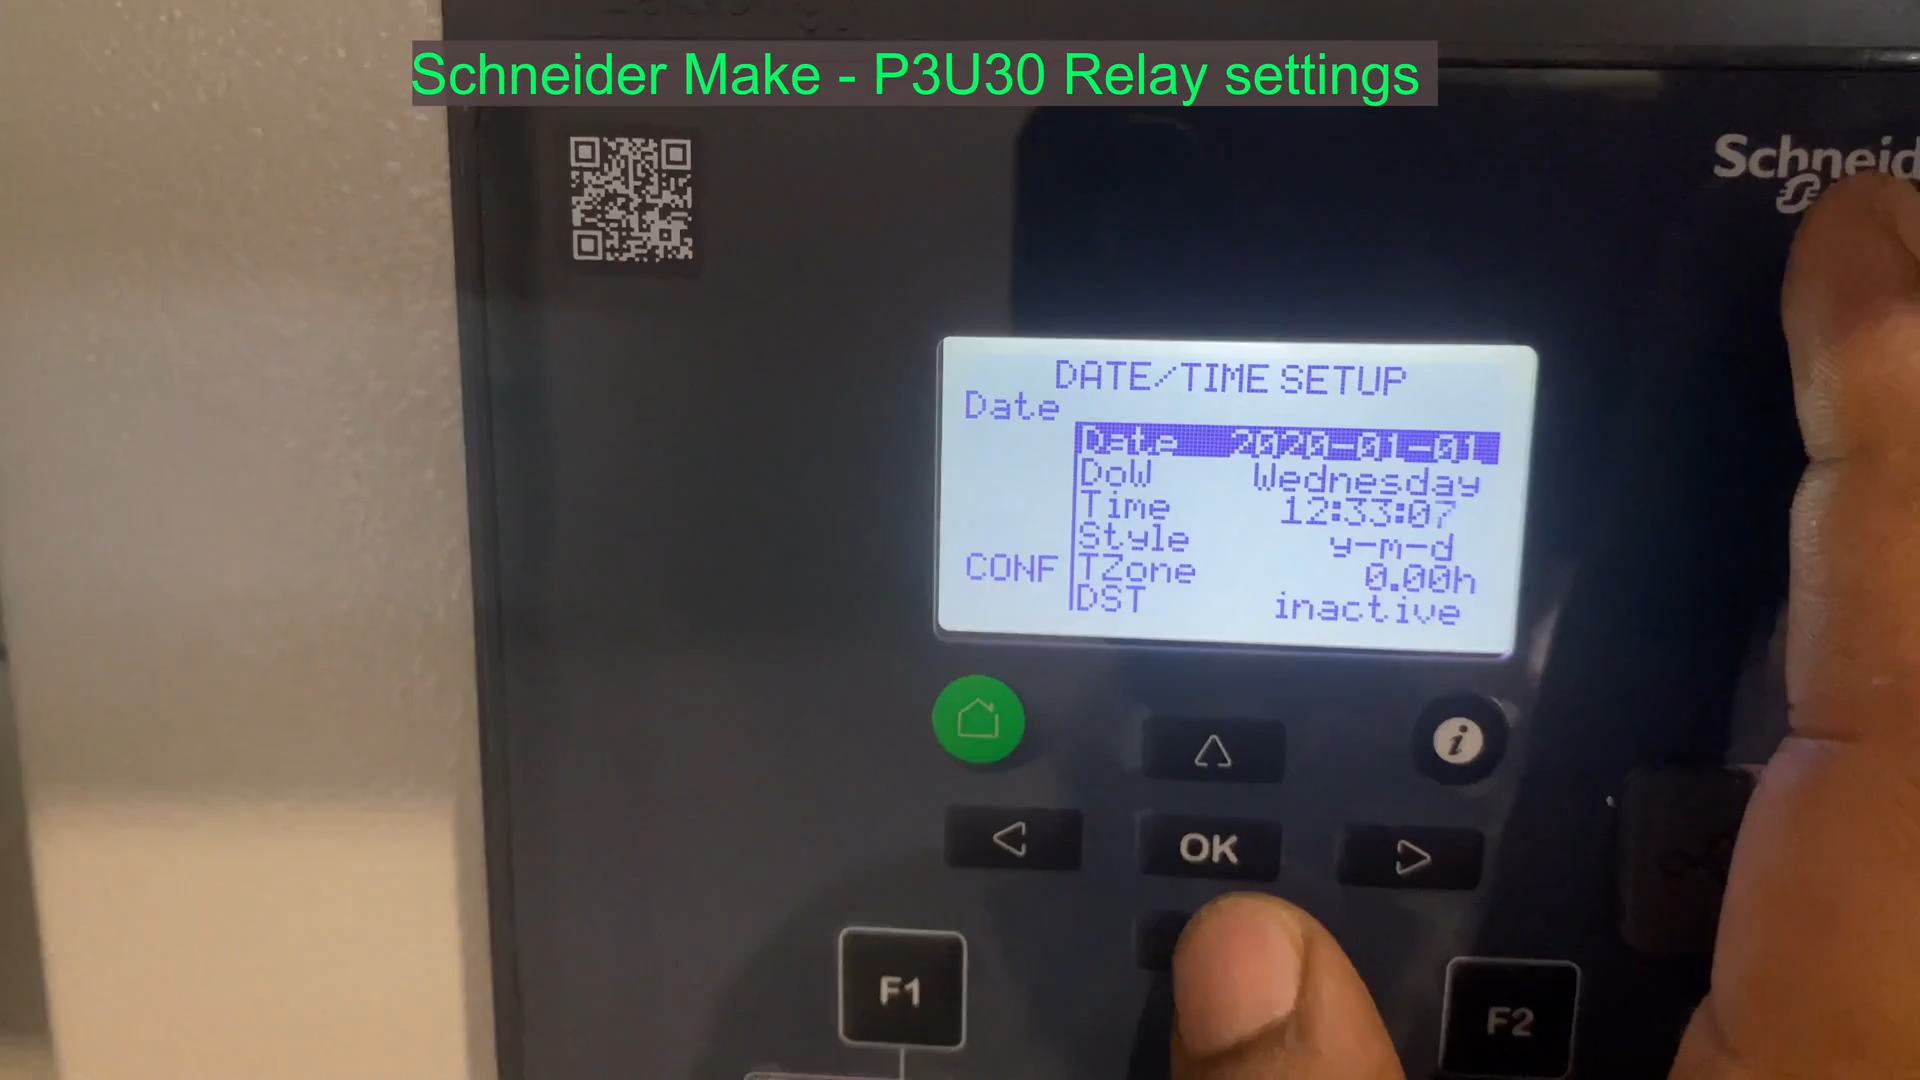 Schneider Make - P3U30 Relay settings
Schneid
DATE/TIME SETUP
Date
Date 2020-01-01
DoW Wednesday
Time 12:33:07
Style y-m-d
CONF TZone 0.00h
DST inactive
i
OK
F1
F2